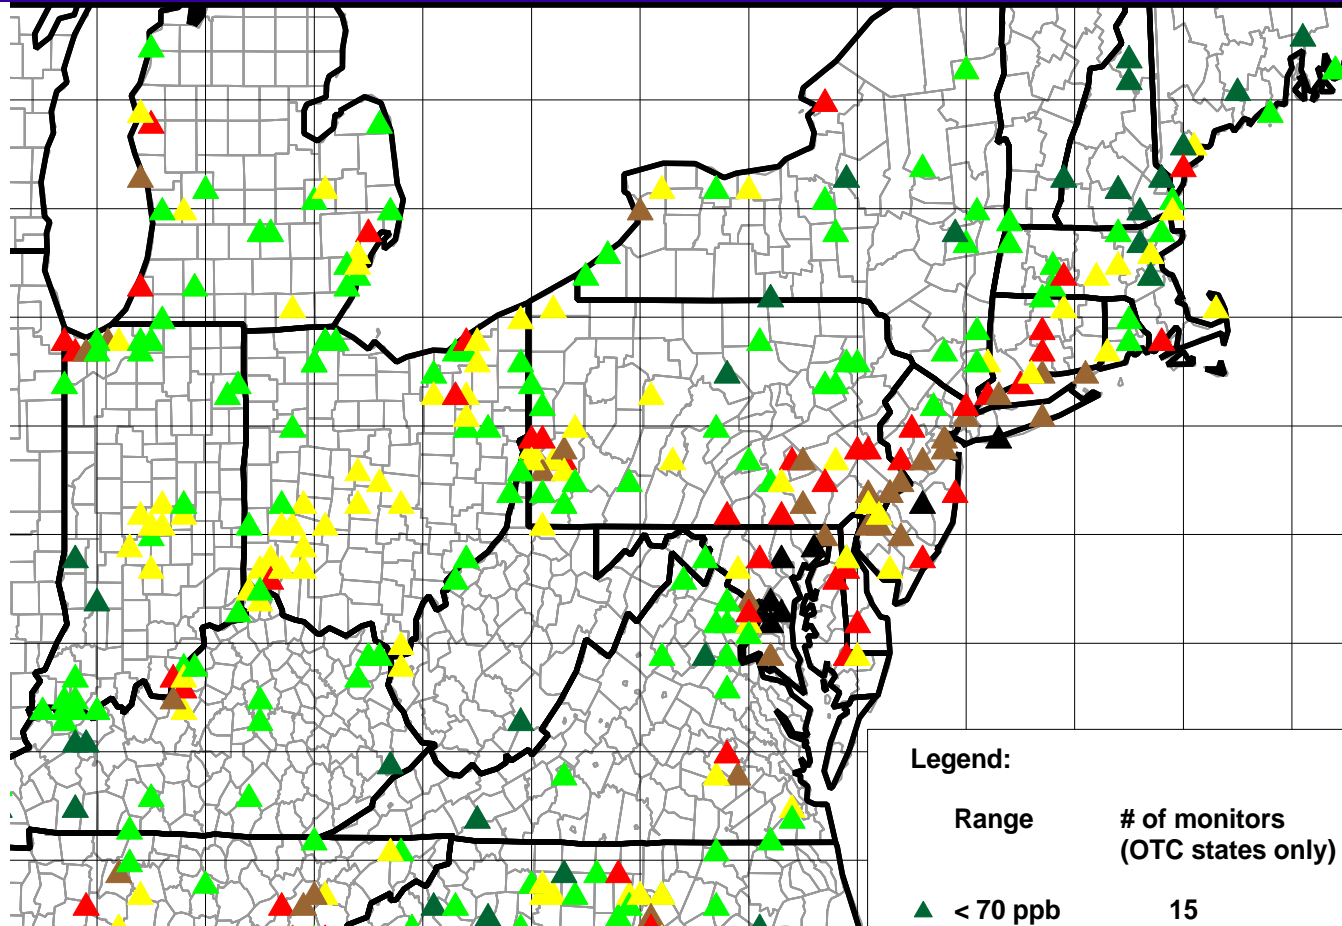 Legend:
Range # of monitors
(OTC states only)
< 70 ppb 15